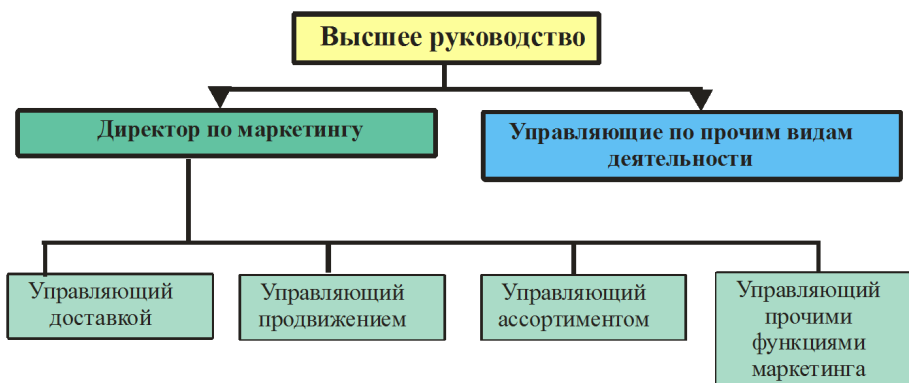 Высшее руководство
Директор по маркетингу
Управляющие по прочим видам
деятельности
Управляющий
доставкой
Управляющий
продвижением
Управляющий
ассортиментом
Управляющий
прочими
функциями
маркетинга